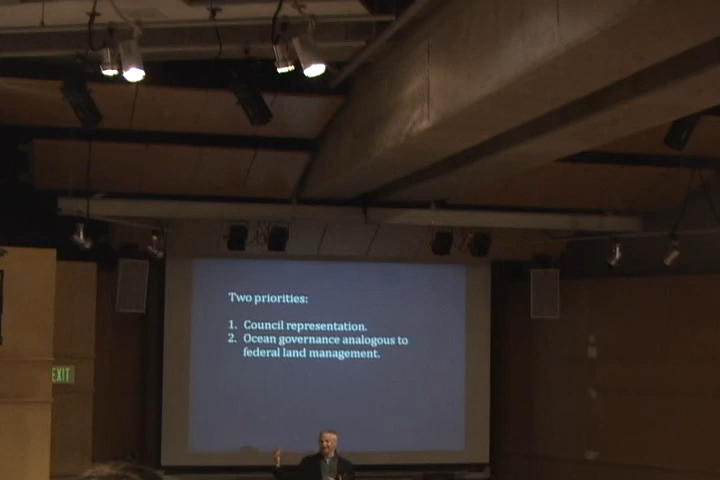 Two priorities:
1. Council representation.
2. Ocean governance analogous to
federal land management.
EXIT